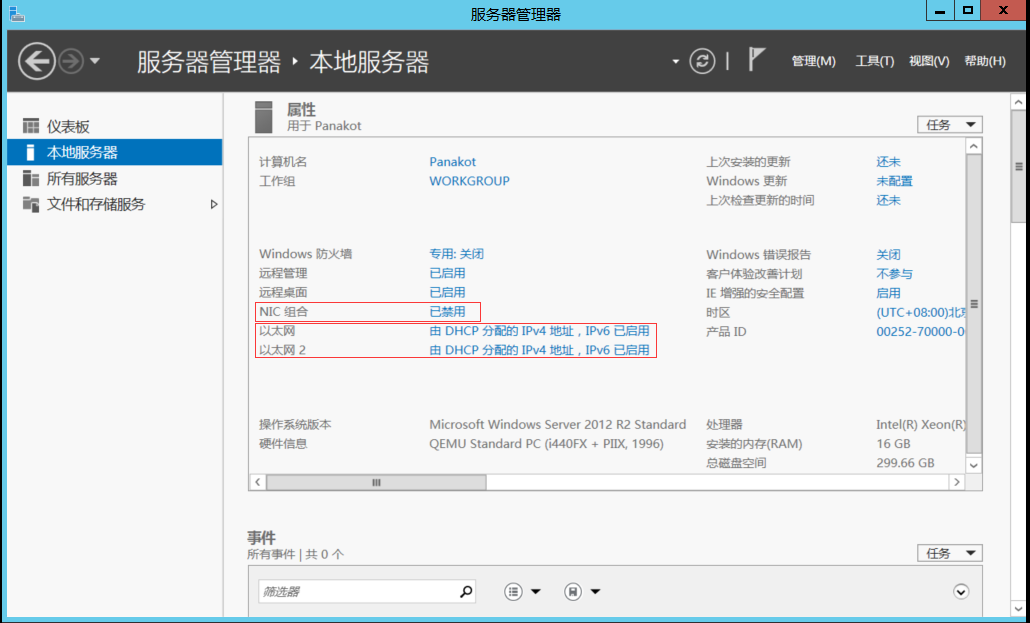 服务器管理器
服务器管理器 ‣ 本地服务器
管理(M) 工具(T) 视图(V) 帮助(H)
仪表板
本地服务器
所有服务器
文件和存储服务
属性
用于 Panakot
任务
计算机名 Panakot 上次安装的更新 还未
工作组 WORKGROUP Windows 更新 未配置
上次检查更新的时间 还未
Windows 防火墙 专用: 关闭 Windows 错误报告 关闭
远程管理 已启用 客户体验改善计划 不参与
远程桌面 已启用 IE 增强的安全配置 启用
NIC 组合 已禁用 时区 (UTC+08:00)北京
以太网 由 DHCP 分配的 IPv4 地址，IPv6 已启用 产品 ID 00252-70000-0
以太网 2 由 DHCP 分配的 IPv4 地址，IPv6 已启用
操作系统版本 Microsoft Windows Server 2012 R2 Standard 处理器 Intel(R) Xeon(R)
硬件信息 QEMU Standard PC (i440FX + PIIX, 1996) 安装的内存(RAM) 16 GB
总磁盘空间 299.66 GB
事件
所有事件 | 共 0 个
任务
筛选器